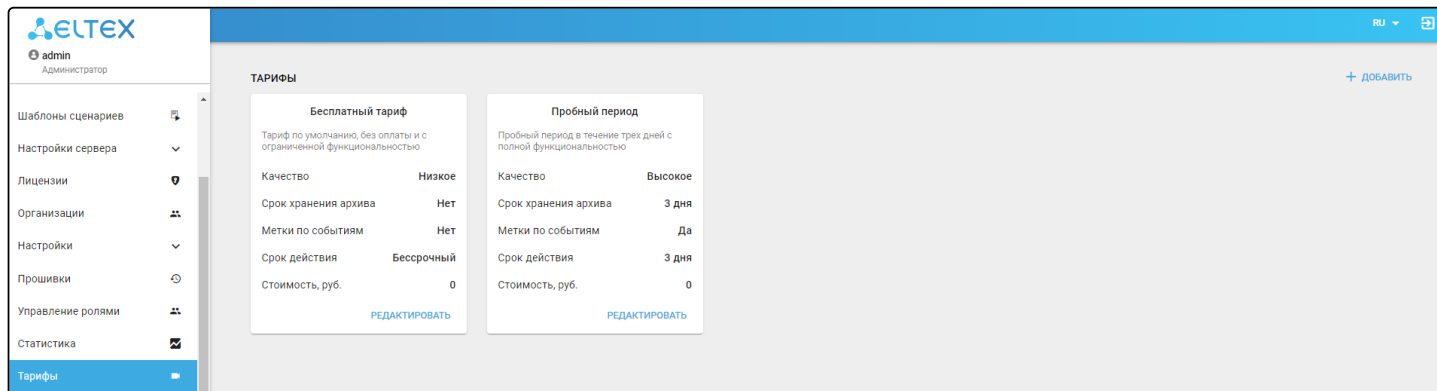 ELTEX
admin
Администратор
RU
ТАРИФЫ
+ ДОБАВИТЬ
Шаблоны сценариев
Настройки сервера
Лицензии
Организации
Настройки
Прошивки
Управление ролями
Статистика
Тарифы
Бесплатный тариф
Тариф по умолчанию, без оплаты и с
ограниченной функциональностью
Качество Низкое
Срок хранения архива Нет
Метки по событиям Нет
Срок действия Бессрочный
Стоимость, руб. 0
РЕДАКТИРОВАТЬ
Пробный период
Пробный период в течение трех дней с
полной функциональностью
Качество Высокое
Срок хранения архива 3 дня
Метки по событиям Да
Срок действия 3 дня
Стоимость, руб. 0
РЕДАКТИРОВАТЬ